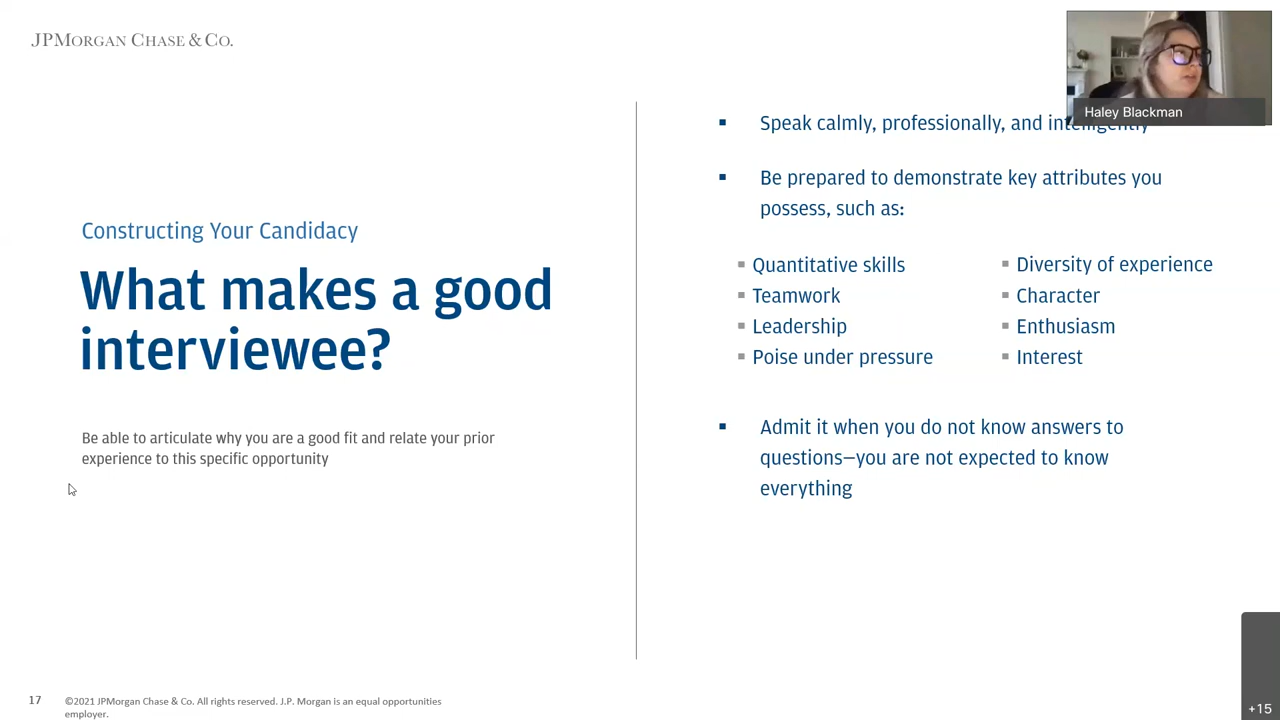 JPMORGAN CHASE & CO.
Haley Blackman
Constructing Your Candidacy
What makes a good
interviewee?
Be able to articulate why you are a good fit and relate your prior
experience to this specific opportunity
▪ Speak calmly, professionally, and intelligently
▪ Be prepared to demonstrate key attributes you
possess, such as:
▪ Quantitative skills
▪ Teamwork
▪ Leadership
▪ Poise under pressure
▪ Diversity of experience
▪ Character
▪ Enthusiasm
▪ Interest
▪ Admit it when you do not know answers to
questions—you are not expected to know
everything
17
©2021 JPMorgan Chase & Co. All rights reserved. J.P. Morgan is an equal opportunities
employer.
+15